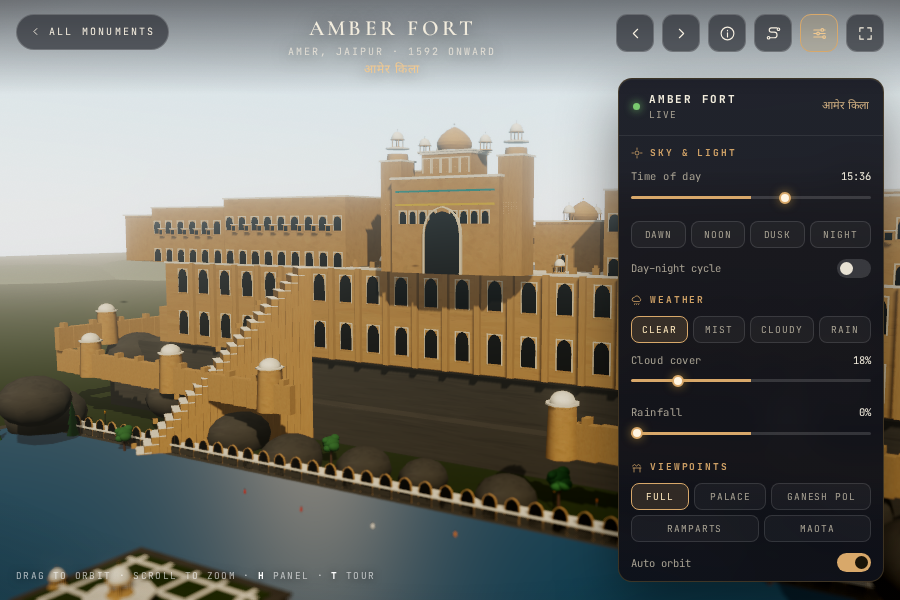 ALL MONUMENTS
AMBER FORT
AMER, JAIPUR · 1592 ONWARD
आमेर क़िला
AMBER FORT
LIVE
आमेर क़िला
SKY & LIGHT
Time of day 15:36
DAWN NOON DUSK NIGHT
Day–night cycle
WEATHER
CLEAR MIST CLOUDY RAIN
Cloud cover 18%
Rainfall 0%
VIEWPOINTS
FULL PALACE GANESH POL
RAMPARTS MAOTA
Auto orbit
DRAG TO ORBIT · SCROLL TO ZOOM · H PANEL · T TOUR